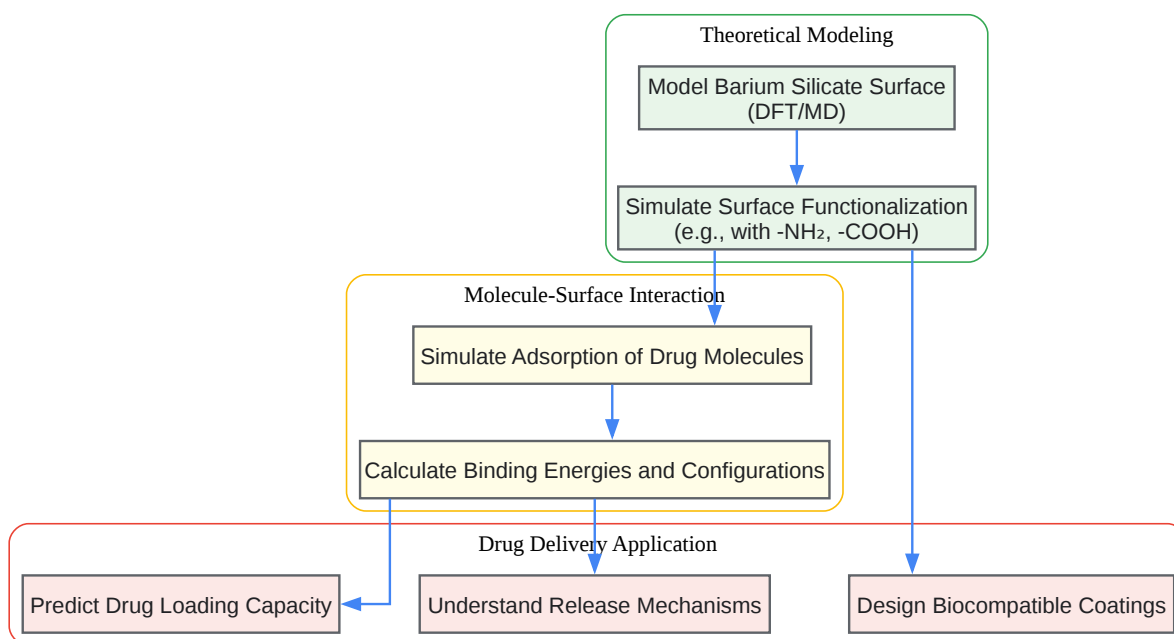 Theoretical Modeling
Model Barium Silicate Surface
(DFT/MD)
Simulate Surface Functionalization
(e.g., with -NH₂, -COOH)
Molecule-Surface Interaction
Simulate Adsorption of Drug Molecules
Calculate Binding Energies and Configurations
Drug Delivery Application
Predict Drug Loading Capacity
Understand Release Mechanisms
Design Biocompatible Coatings